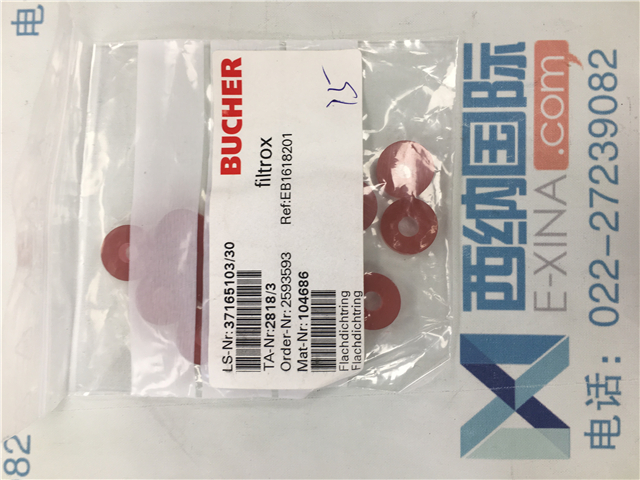 BUCHER
filtrox
LS-Nr: 37165103/30
TA-Nr:2818/3
Order-Nr: 2593593
Ref:EB1618201
Mat-Nr: 104686
Flachdichtring
Flachdichtring
15
西纳国际
E-XINA.com
电话：022-27239082
电
082